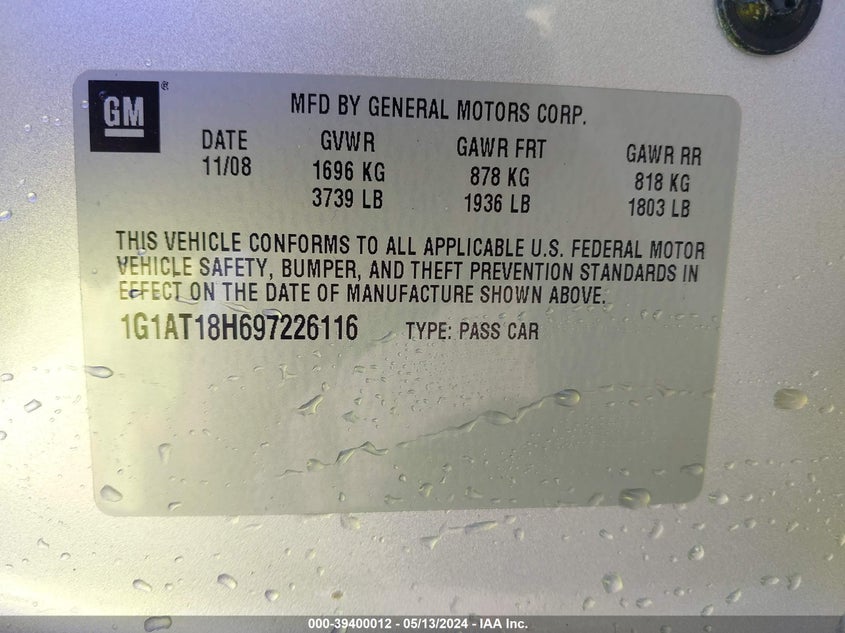 GM ®
MFD BY GENERAL MOTORS CORP.
DATE GVWR GAWR FRT GAWR RR
11/08 1696 KG 878 KG 818 KG
3739 LB 1936 LB 1803 LB
THIS VEHICLE CONFORMS TO ALL APPLICABLE U.S. FEDERAL MOTOR
VEHICLE SAFETY, BUMPER, AND THEFT PREVENTION STANDARDS IN
EFFECT ON THE DATE OF MANUFACTURE SHOWN ABOVE.
1G1AT18H697226116 TYPE: PASS CAR
000-39400012 - 05/13/2024 - IAA Inc.